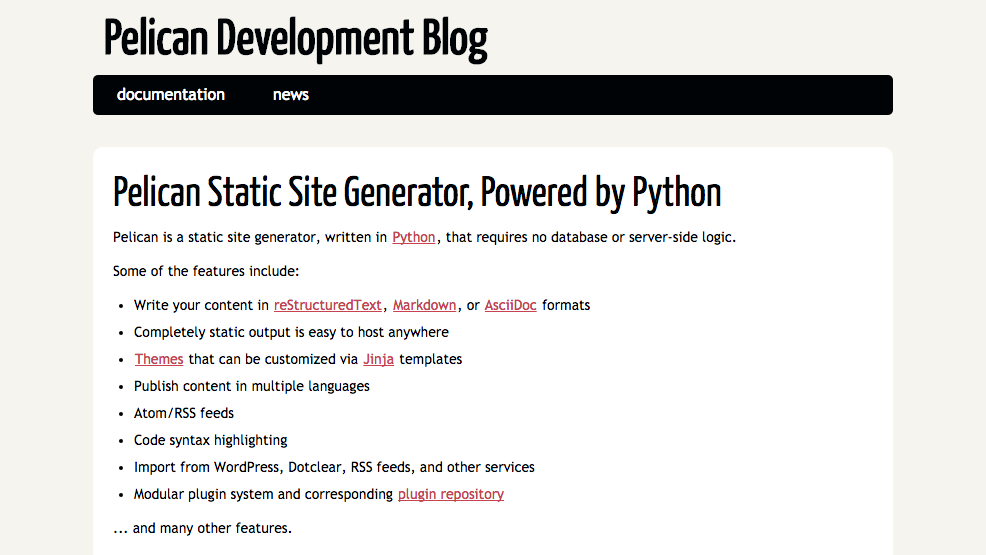 Pelican Development Blog
documentation news
Pelican Static Site Generator, Powered by Python
Pelican is a static site generator, written in Python, that requires no database or server-side logic.
Some of the features include:
• Write your content in reStructuredText, Markdown, or AsciiDoc formats
• Completely static output is easy to host anywhere
• Themes that can be customized via Jinja templates
• Publish content in multiple languages
• Atom/RSS feeds
• Code syntax highlighting
• Import from WordPress, Dotclear, RSS feeds, and other services
• Modular plugin system and corresponding plugin repository
... and many other features.